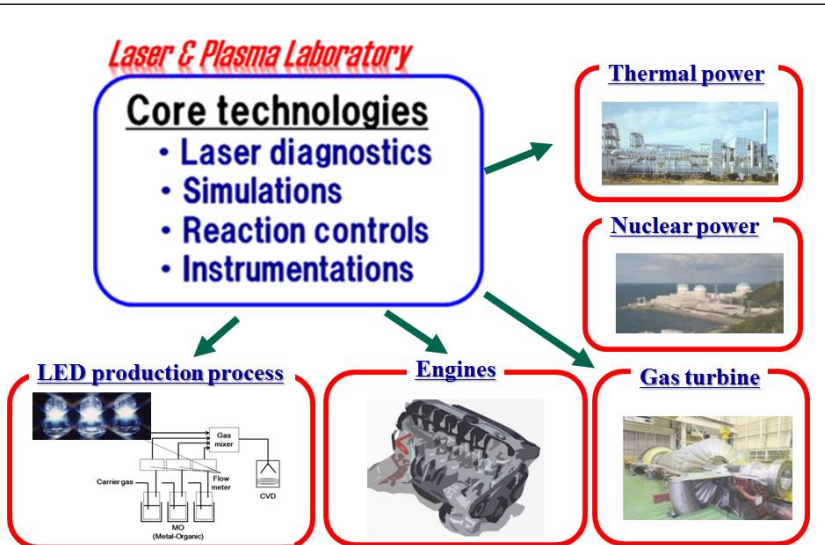 Laser & Plasma Laboratory
Core technologies
・Laser diagnostics
・Simulations
・Reaction controls
・Instrumentations
Thermal power
Nuclear power
LED production process
Gas
mixer
Flow
meter
Carrier gas
CVD
MO
(Metal-Organic)
Engines
Gas turbine